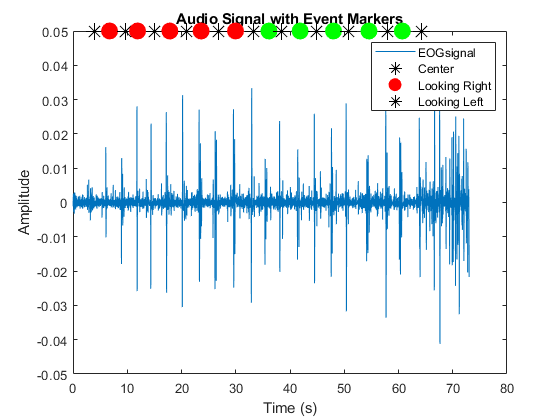 Audio Signal with Event Markers
0.05
0.04
0.03
0.02
0.01
0
-0.01
-0.02
-0.03
-0.04
-0.05
Amplitude
EOGsignal
Center
Looking Right
Looking Left
0 10 20 30 40 50 60 70 80
Time (s)